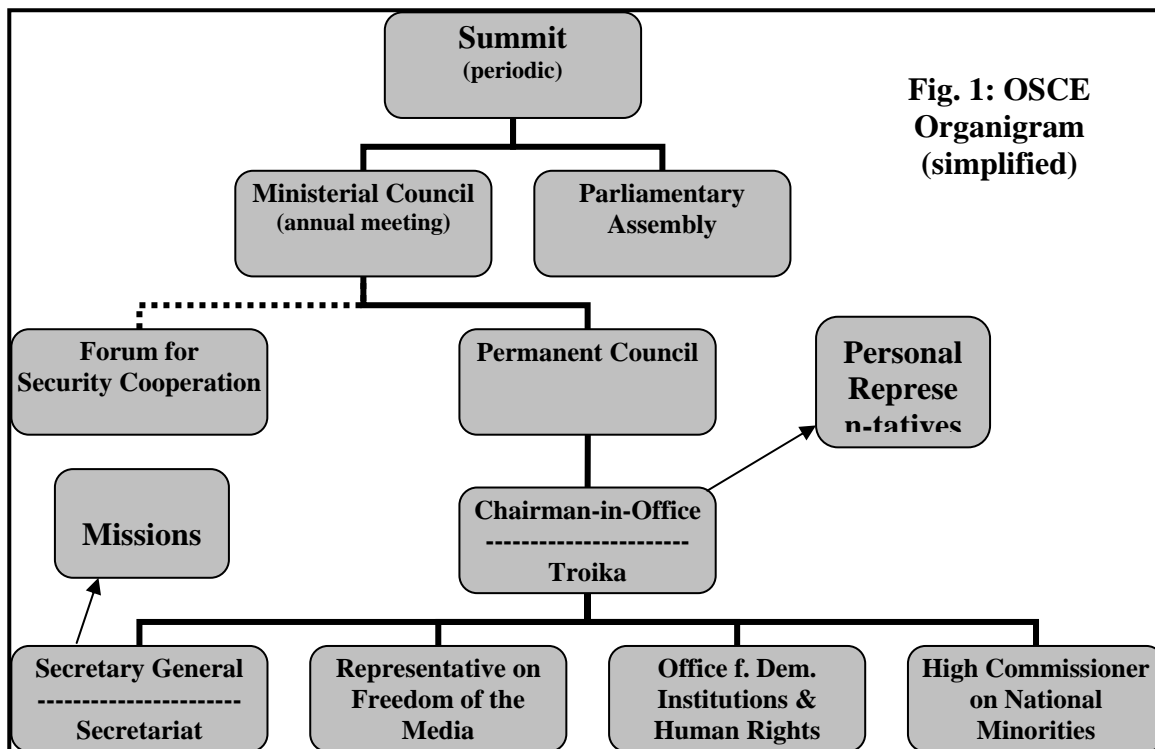 Summit
(periodic)
Fig. 1: OSCE
Organigram
(simplified)
Ministerial Council
(annual meeting)
Parliamentary
Assembly
Forum for
Security Cooperation
Permanent Council
Personal
Represe
n-tatives
Missions
Chairman-in-Office
-----------------------
Troika
Secretary General
-----------------------
Secretariat
Representative on
Freedom of the
Media
Office f. Dem.
Institutions &
Human Rights
High Commissioner
on National
Minorities